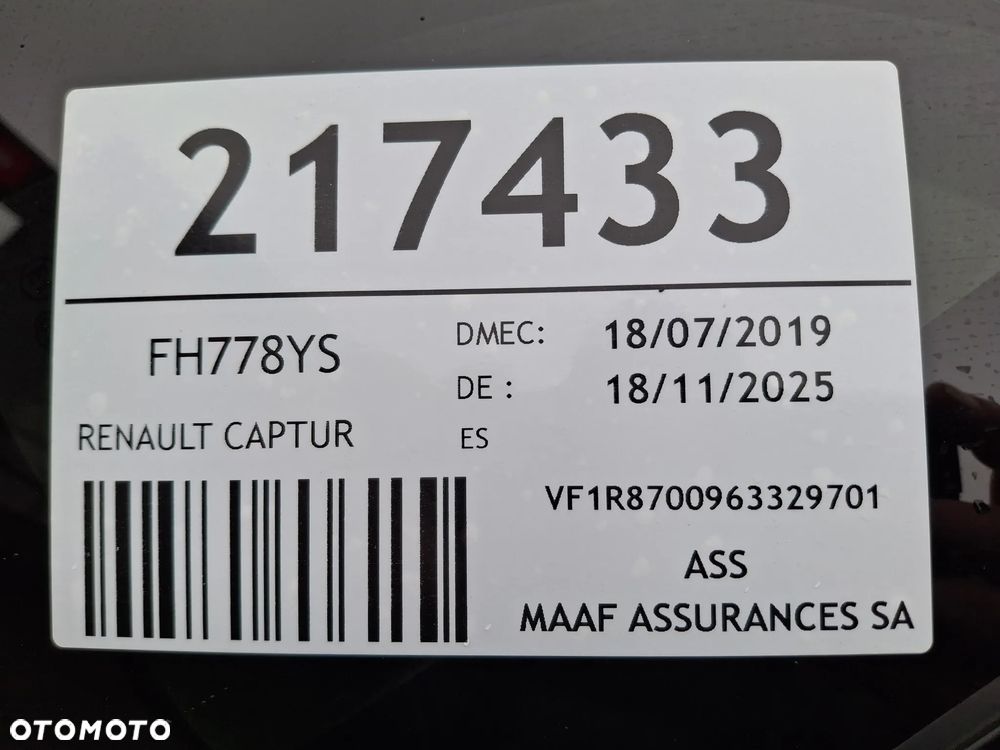 217433
FH778YS
DMEC: 18/07/2019
DE : 18/11/2025
RENAULT CAPTUR
ES
VF1R8700963329701
ASS
MAAF ASSURANCES SA
OTOMOTO